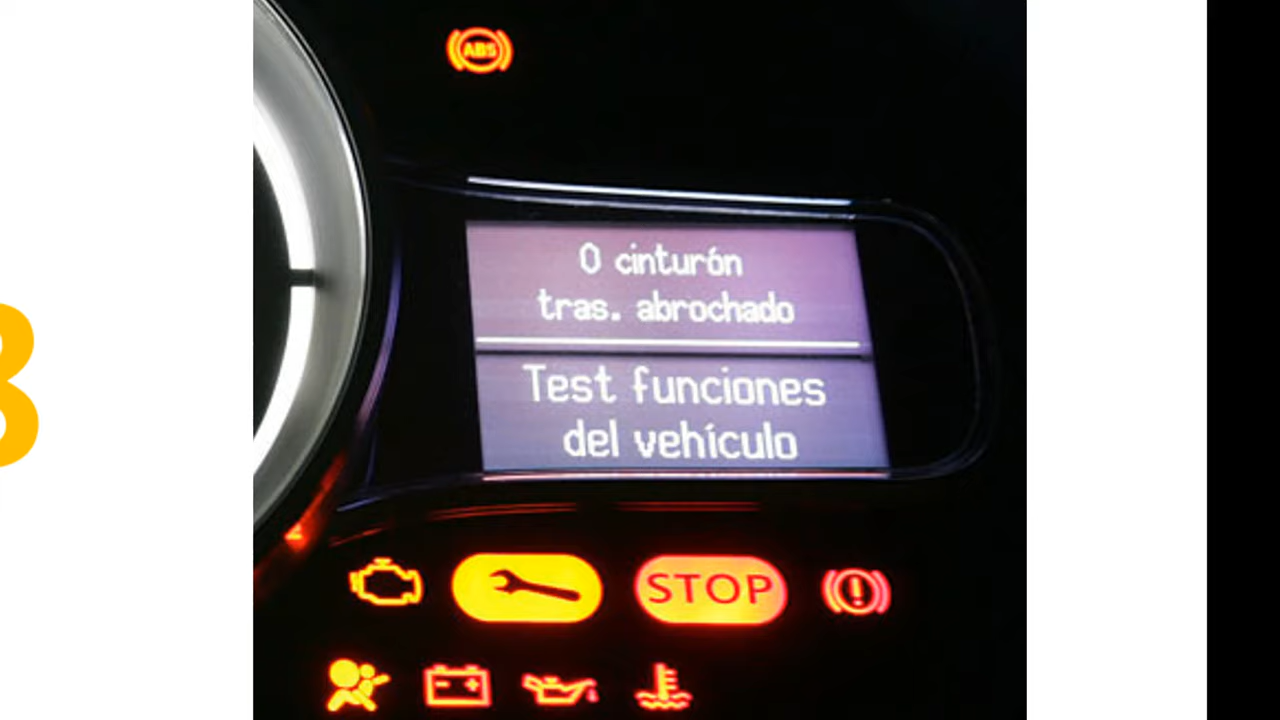 ABS
0 cinturón
tras. abrochado
Test funciones
del vehículo
STOP